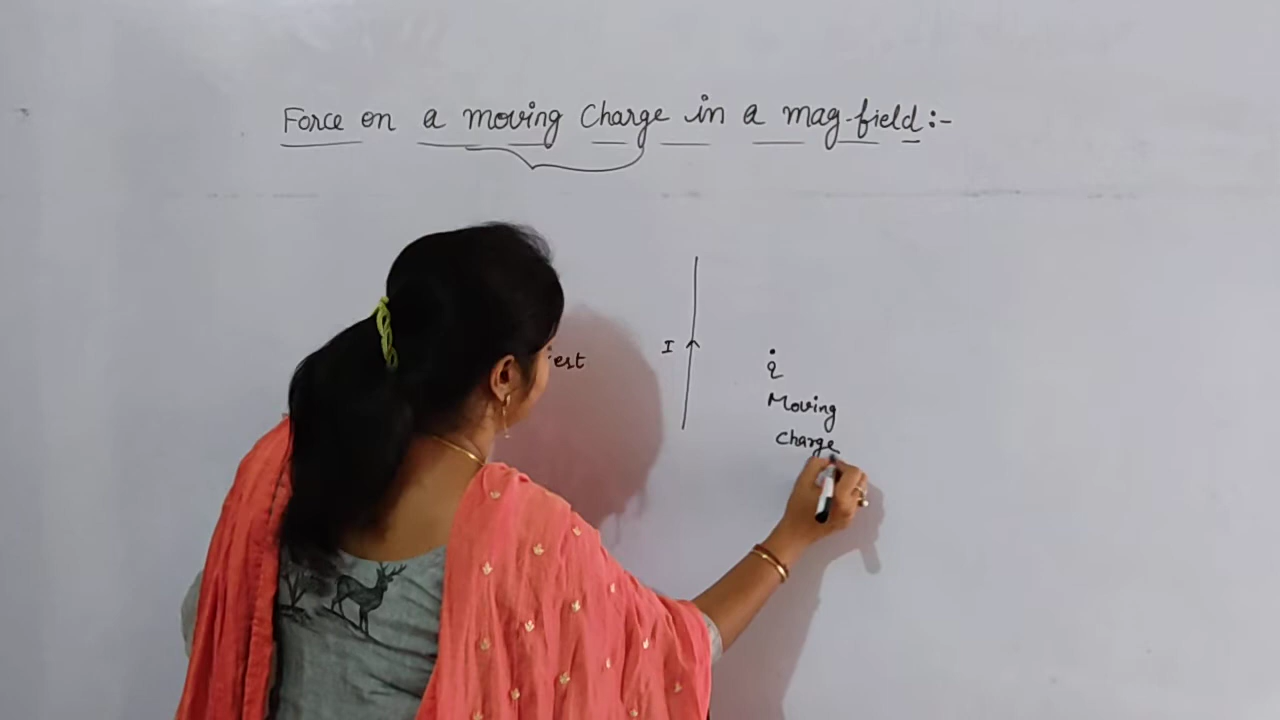 Force on a moving Charge in a mag. field:-
I
q
Moving
Charge